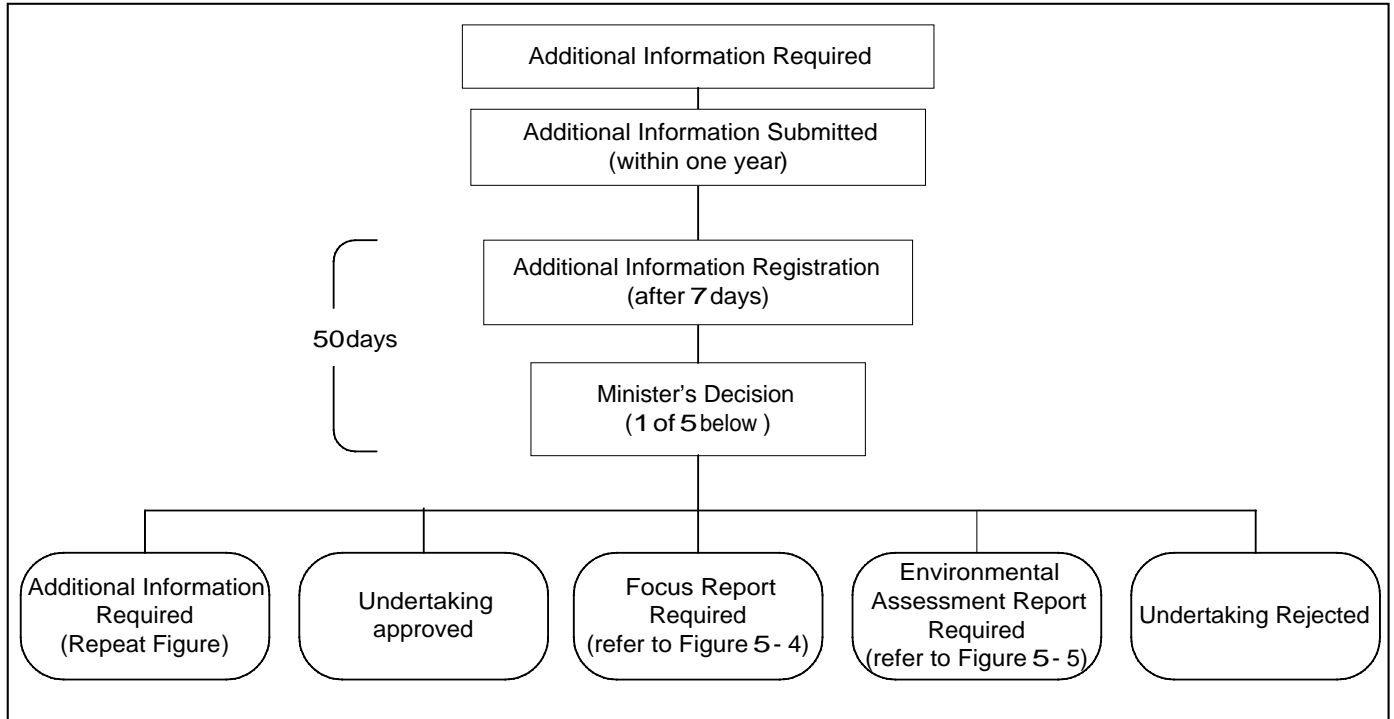 Additional Information Required
Additional Information Submitted
(within one year)
Additional Information Registration
(after 7 days)
50 days
Minister's Decision
(1 of 5 below )
Additional Information
Required
(Repeat Figure)
Undertaking
approved
Focus Report
Required
(refer to Figure 5- 4)
Environmental
Assessment Report
Required
(refer to Figure 5- 5)
Undertaking Rejected